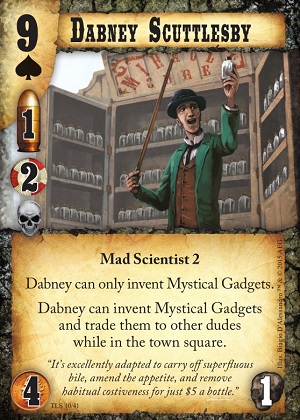 9
DABNEY SCUTTLESBY
1
2
Mad Scientist 2
Dabney can only invent Mystical Gadgets.
Dabney can invent Mystical Gadgets
and trade them to other dudes
while in the town square.
"It's excellently adapted to carry off superfluous
bile, amend the appetite, and remove
habitual costiveness for just $5 a bottle."
4
1